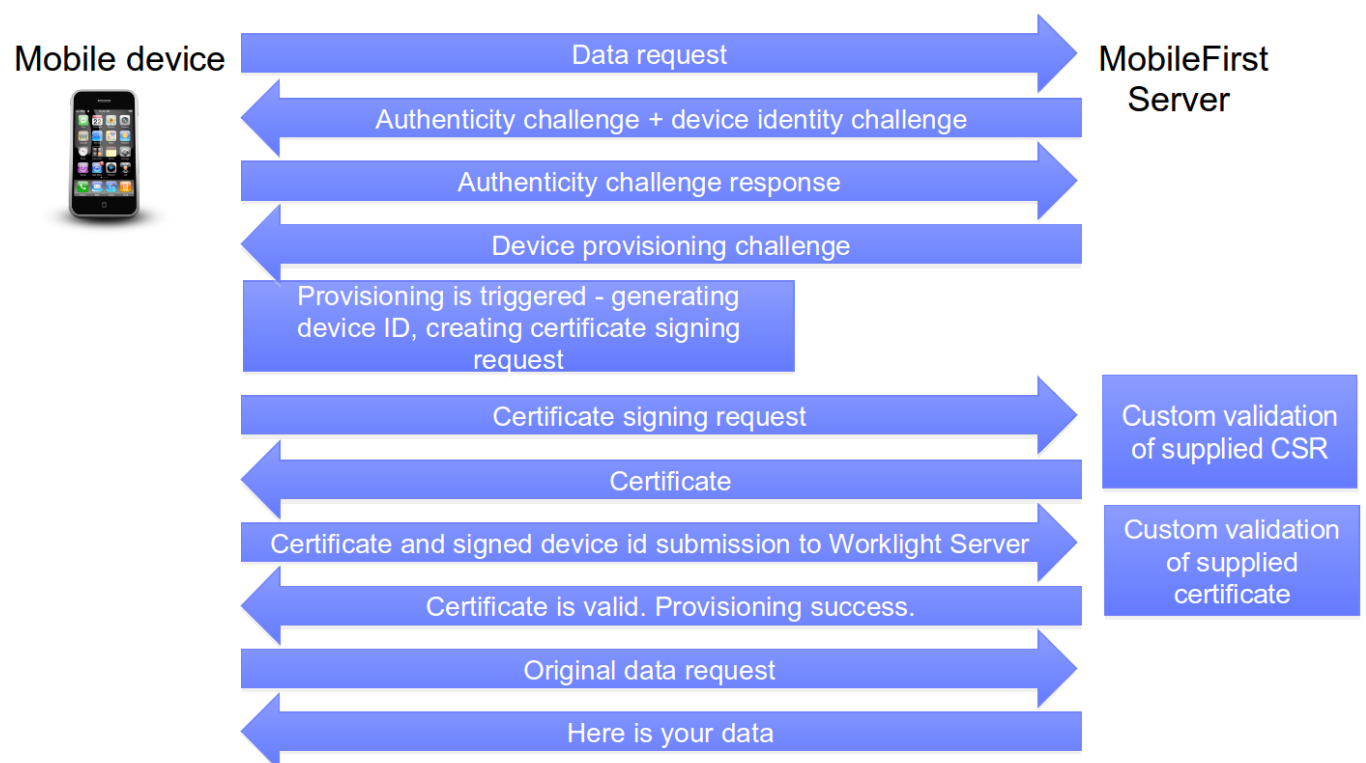 Data request
Mobile device
MobileFirst
Server
Authenticity challenge + device identity challenge
Authenticity challenge response
Device provisioning challenge
Provisioning is triggered - generating
device ID, creating certificate signing
request
Certificate signing request
Custom validation
of supplied CSR
Certificate
Certificate and signed device id submission to Worklight Server
Custom validation
of supplied
certificate
Certificate is valid. Provisioning success.
Original data request
Here is your data